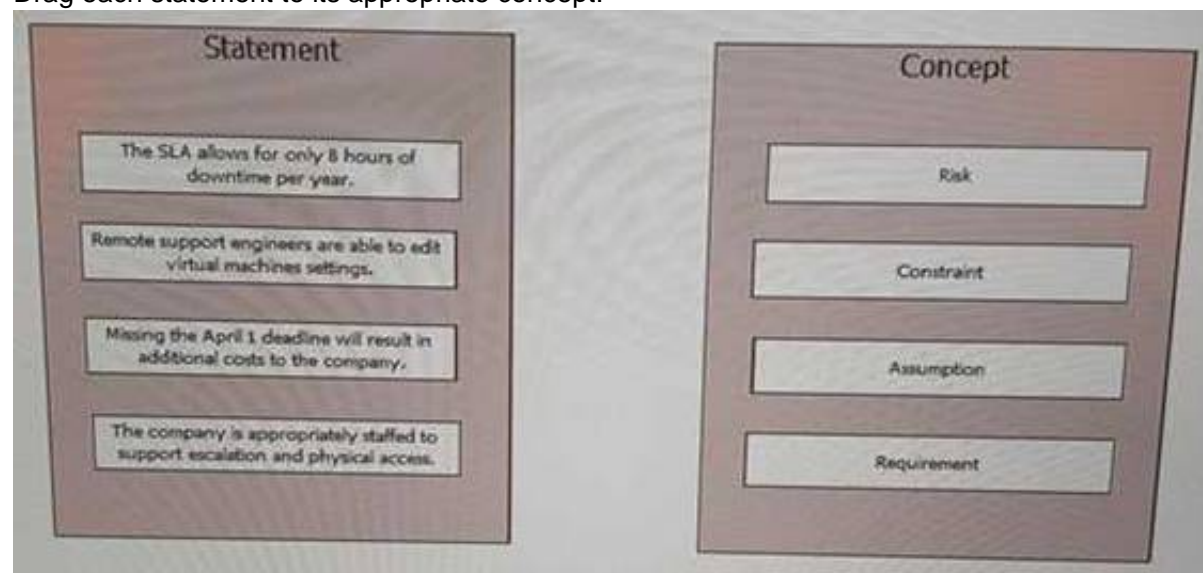 Drag each statement to its appropriate concept.
Statement
The SLA allows for only 8 hours of
downtime per year.
Remote support engineers are able to edit
virtual machines settings.
Missing the April 1 deadline will result in
additional costs to the company.
The company is appropriately staffed to
support escalation and physical access.
Concept
Risk
Constraint
Assumption
Requirement